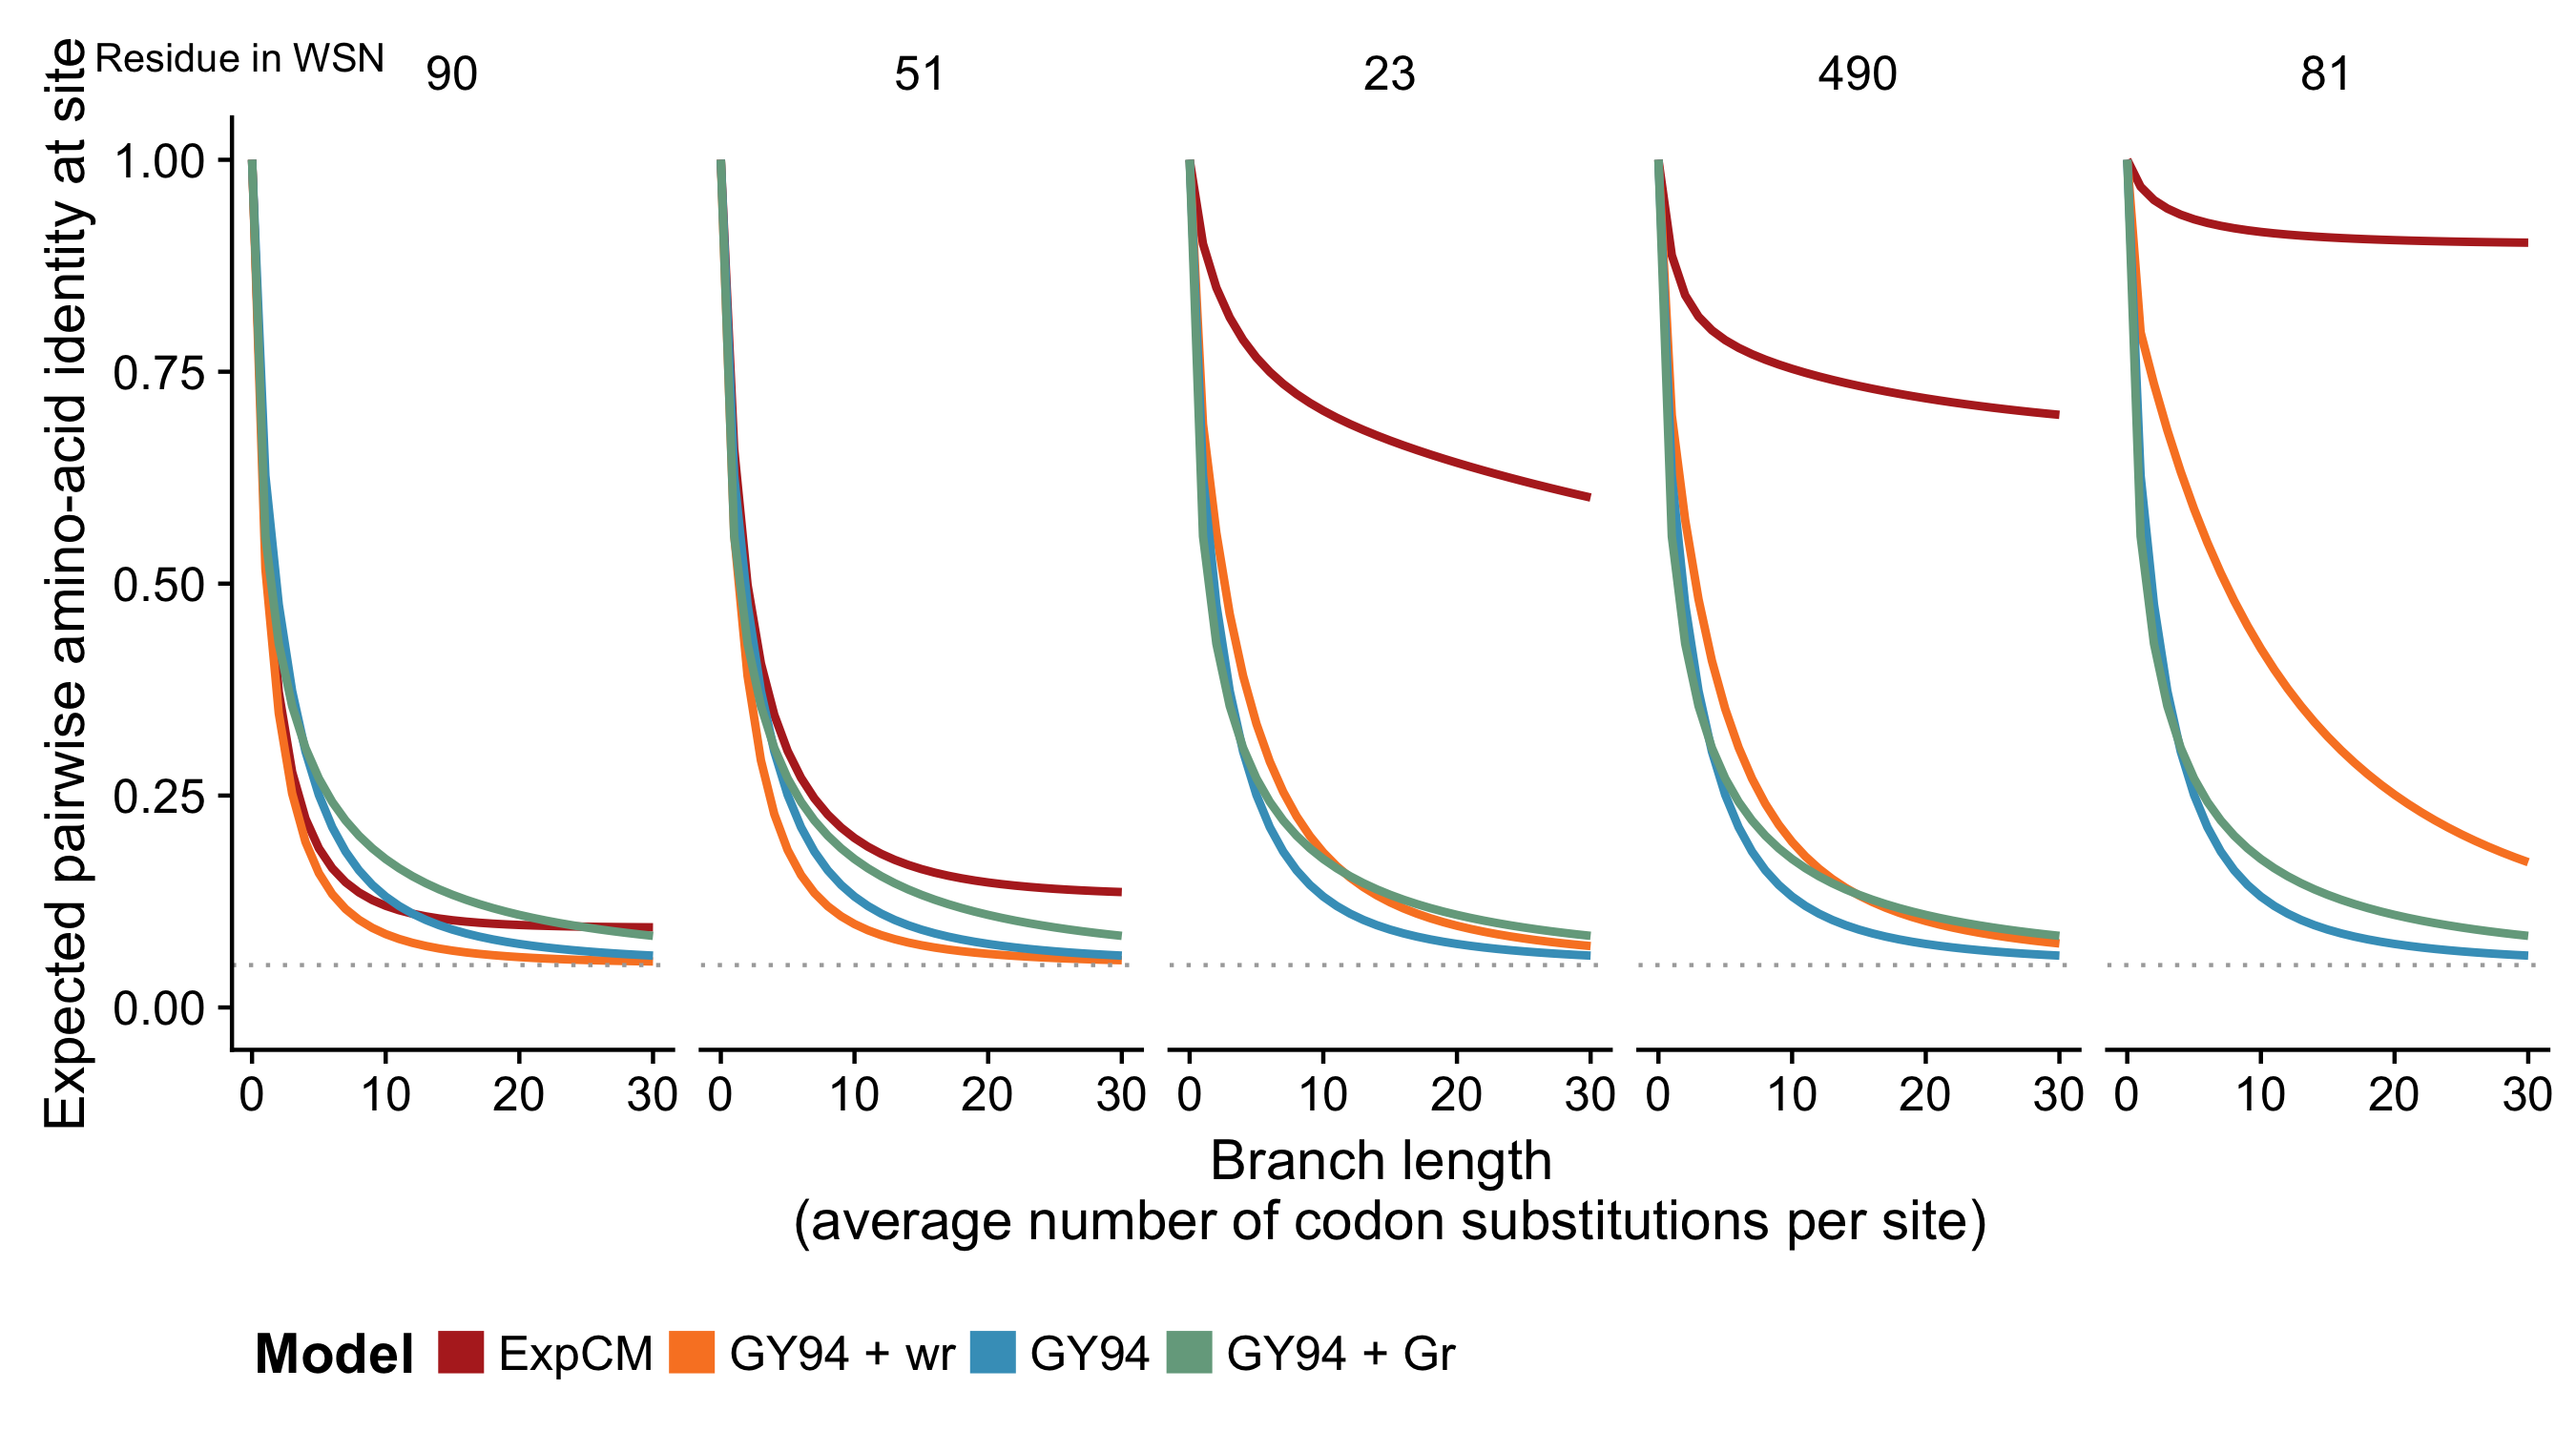 Residue in WSN
90 51 23 490 81
Expected pairwise amino-acid identity at site
1.00
0.75
0.50
0.25
0.00
0 10 20 30 0 10 20 30 0 10 20 30 0 10 20 30 0 10 20 30
Branch length
(average number of codon substitutions per site)
Model ExpCM GY94 + wr GY94 GY94 + Gr